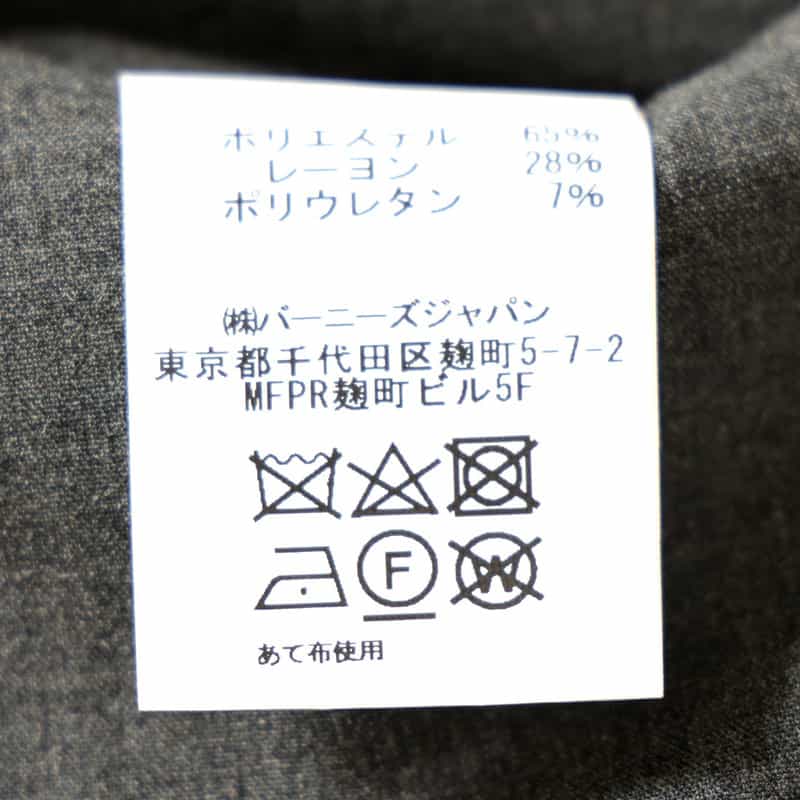 ポリエステル 65%
レーヨン 28%
ポリウレタン 7%
㈱バーニーズジャパン
東京都千代田区麹町5-7-2
MFPR麹町ビル5F
F W
あて布使用